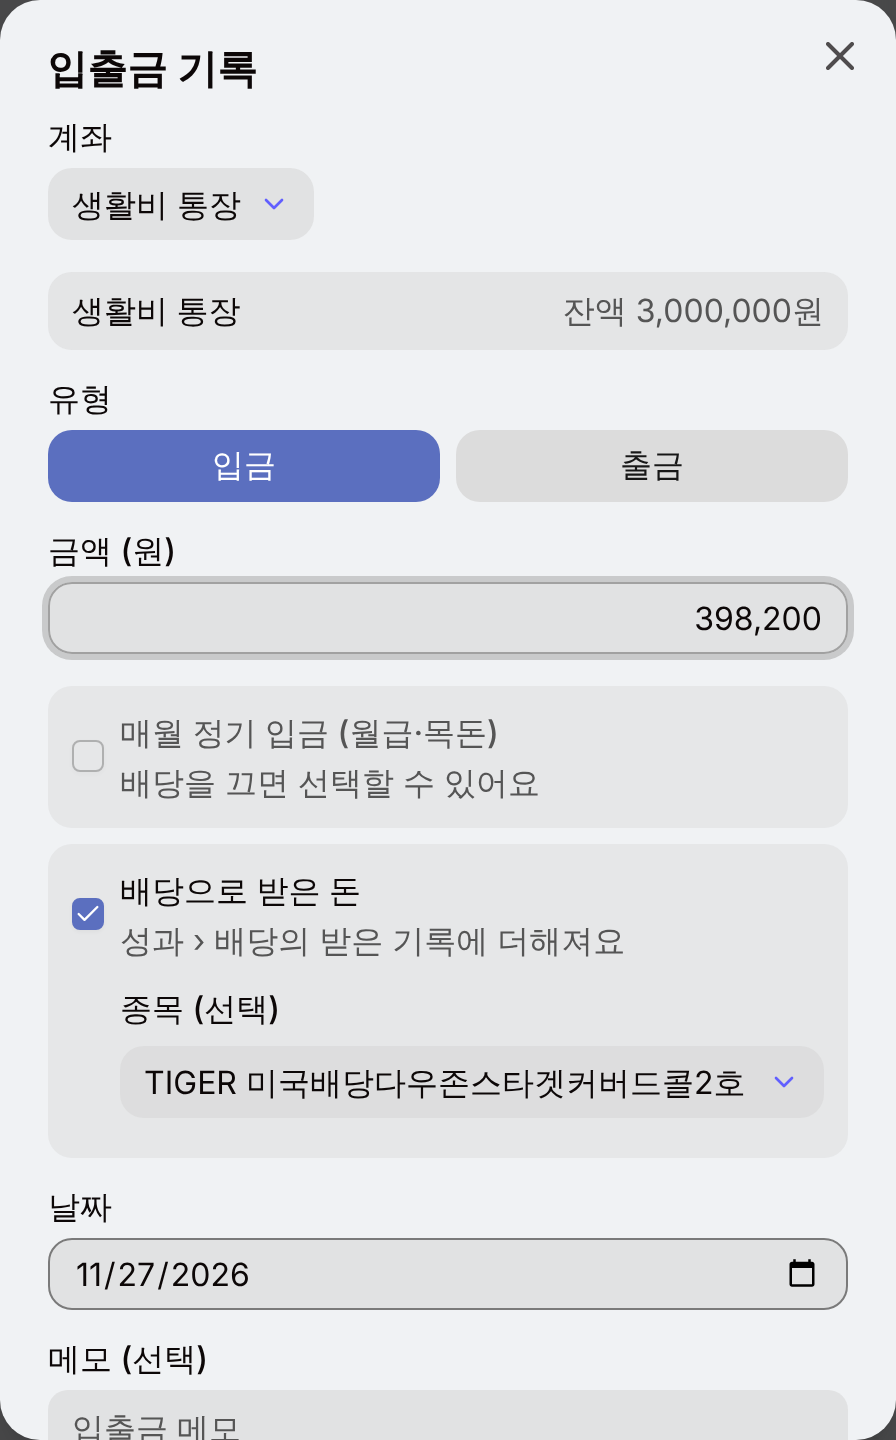 입출금 기록
계좌
생활비 통장
생활비 통장 잔액 3,000,000원
유형
입금 출금
금액 (원)
398,200
매월 정기 입금 (월급·목돈)
배당을 끄면 선택할 수 있어요
배당으로 받은 돈
성과 › 배당의 받은 기록에 더해져요
종목 (선택)
TIGER 미국배당다우존스타겟커버드콜2호
날짜
11/27/2026
메모 (선택)
입출금 메모